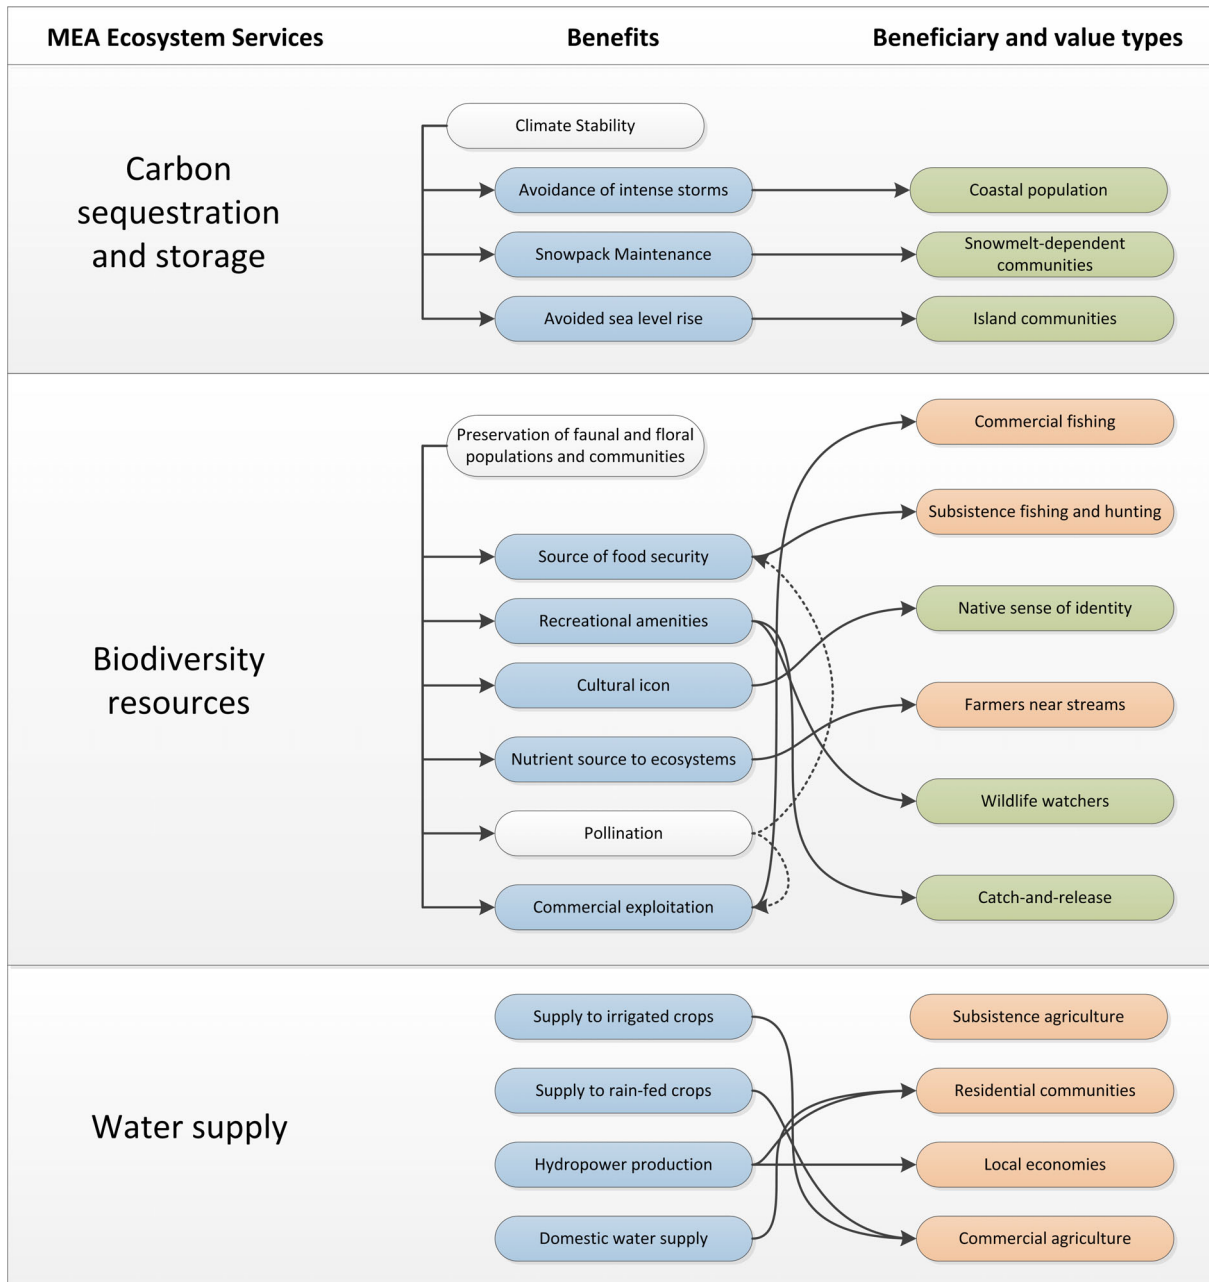 MEA Ecosystem Services
Benefits
Beneficiary and value types
Carbon
sequestration
and storage
Climate Stability
Avoidance of intense storms
Coastal population
Snowpack Maintenance
Snowmelt-dependent
communities
Avoided sea level rise
Island communities
Biodiversity
resources
Preservation of faunal and floral
populations and communities
Source of food security
Recreational amenities
Cultural icon
Nutrient source to ecosystems
Pollination
Commercial exploitation
Commercial fishing
Subsistence fishing and hunting
Native sense of identity
Farmers near streams
Wildlife watchers
Catch-and-release
Water supply
Supply to irrigated crops
Supply to rain-fed crops
Hydropower production
Domestic water supply
Subsistence agriculture
Residential communities
Local economies
Commercial agriculture